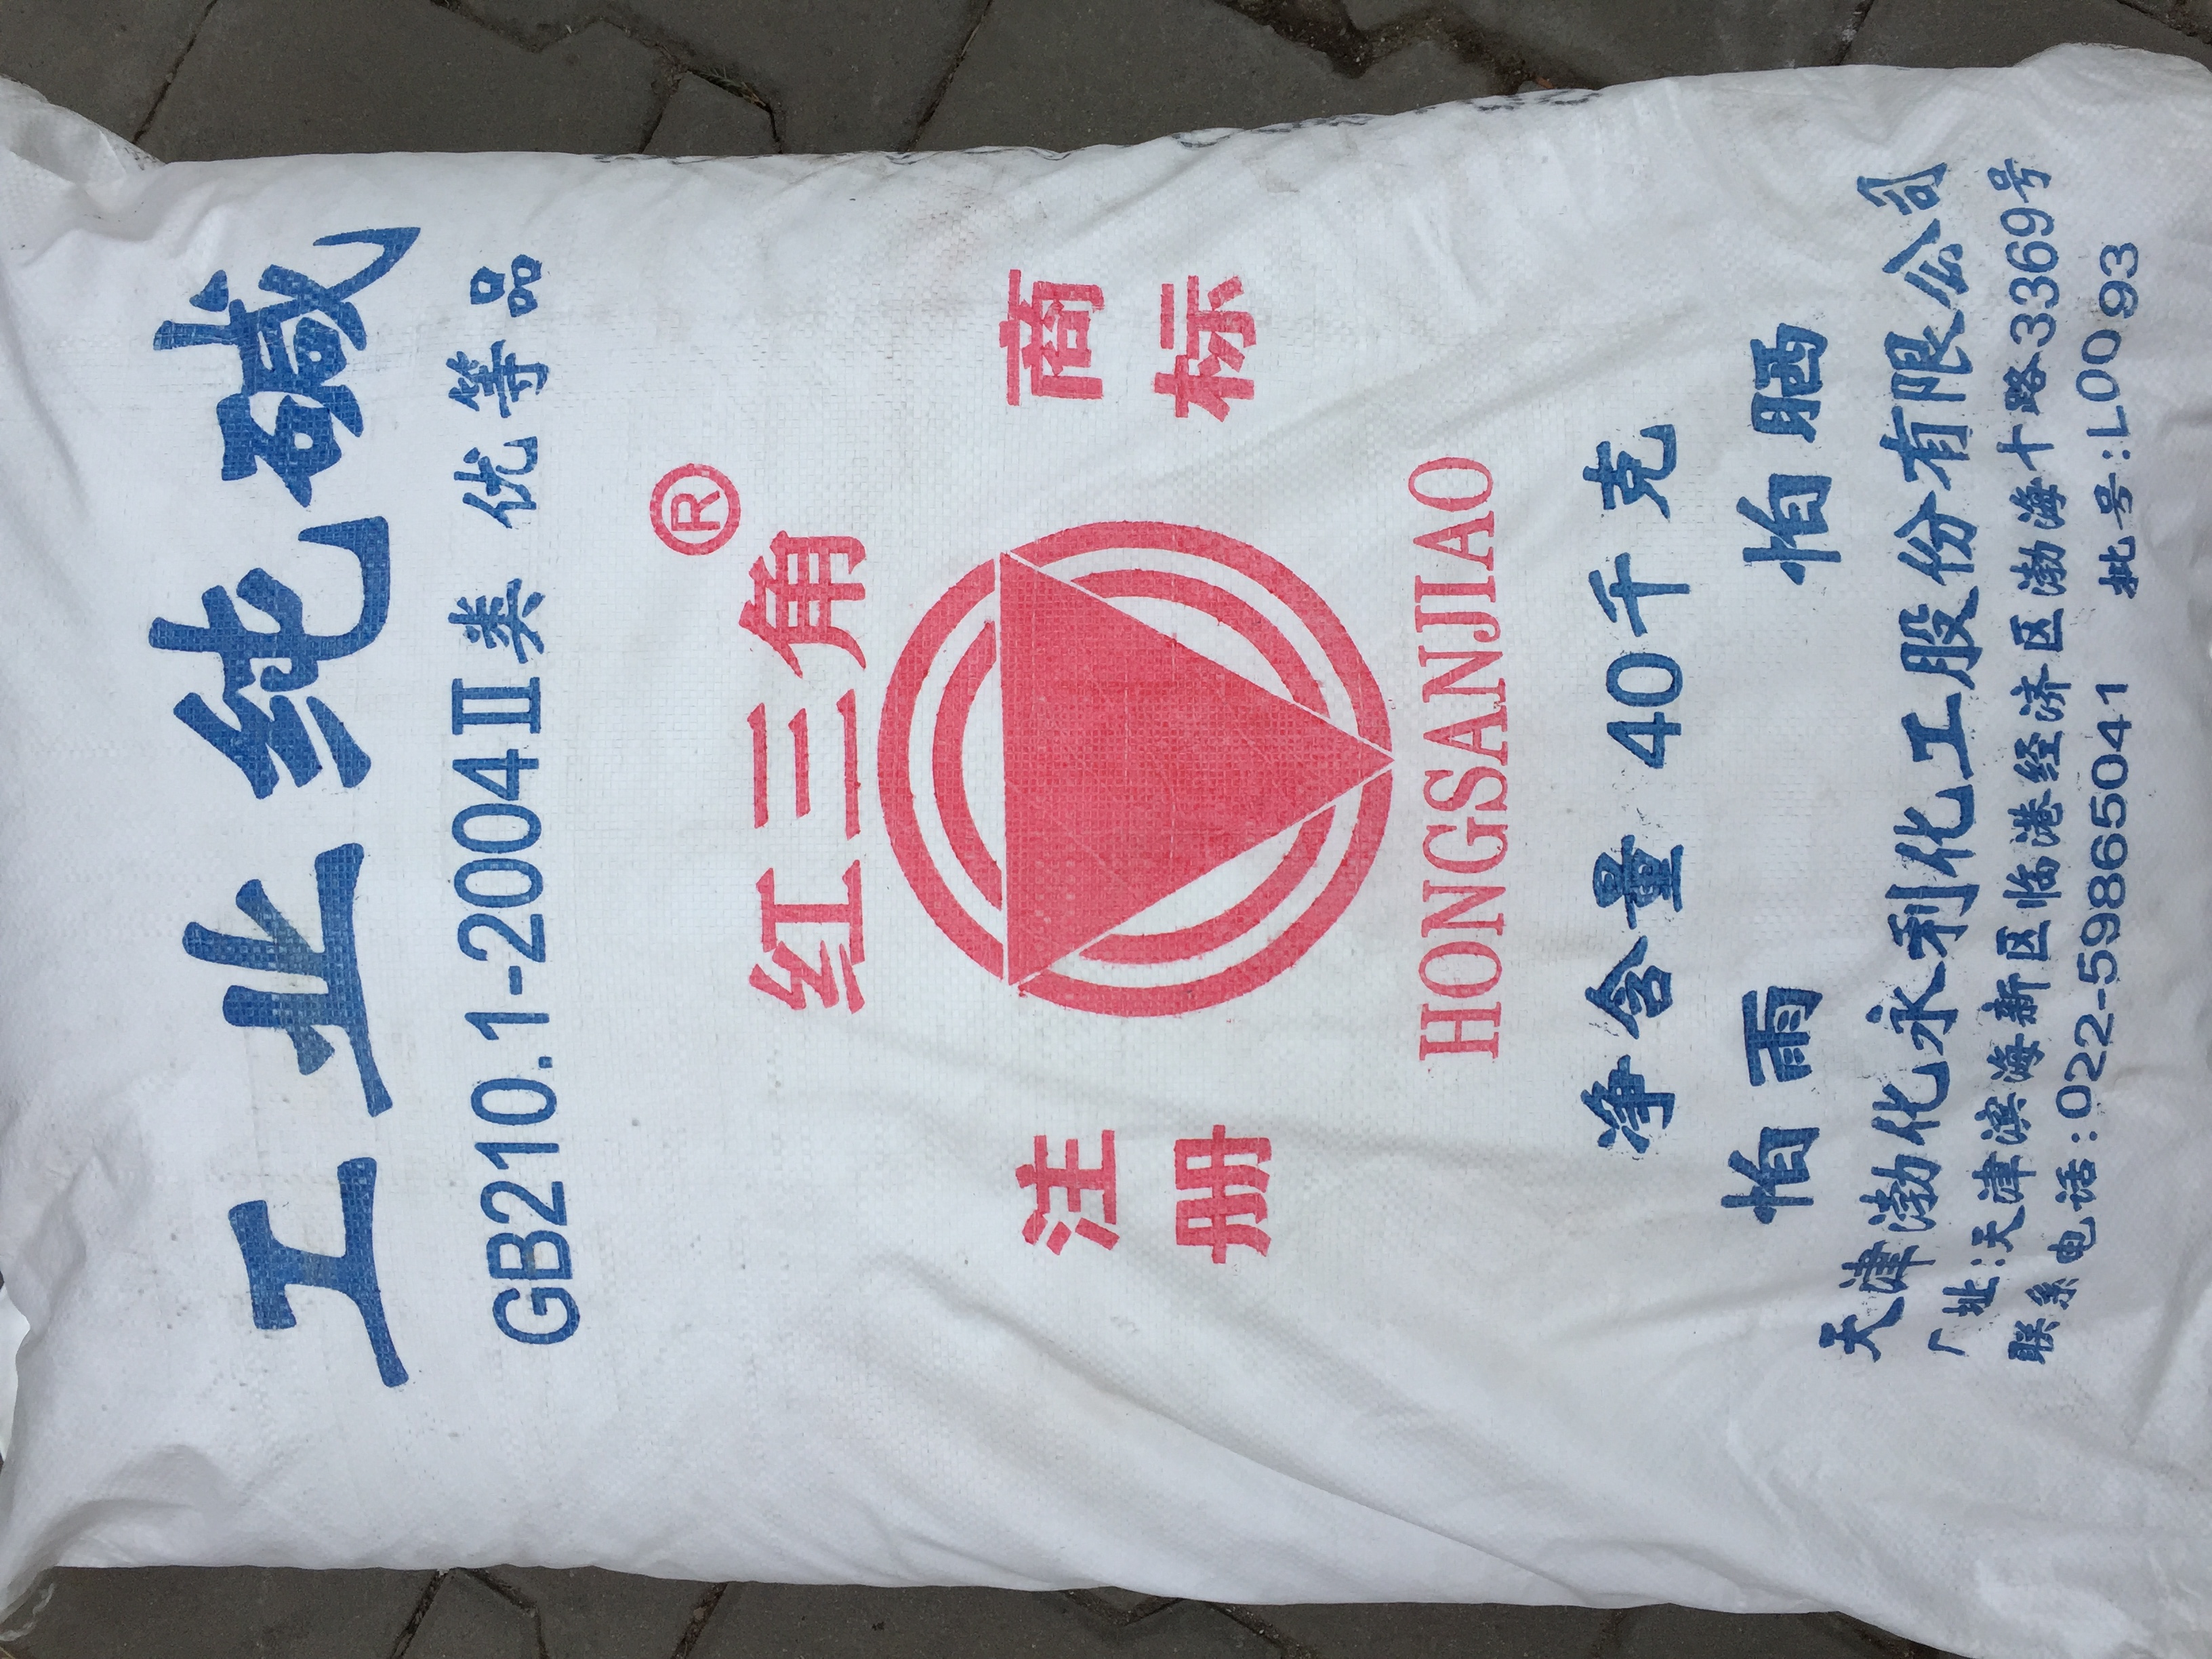 工业纯碱
GB210.1-2004Ⅱ类 优等品
®
红三角
注册 商标
HONGSANJIAO
净含量 40千克
怕雨 怕晒
天津渤化永利化工股份有限公司
厂址:天津滨海新区临港经济区渤海十路3369号
联系电话:022-59865041 批号:L0093